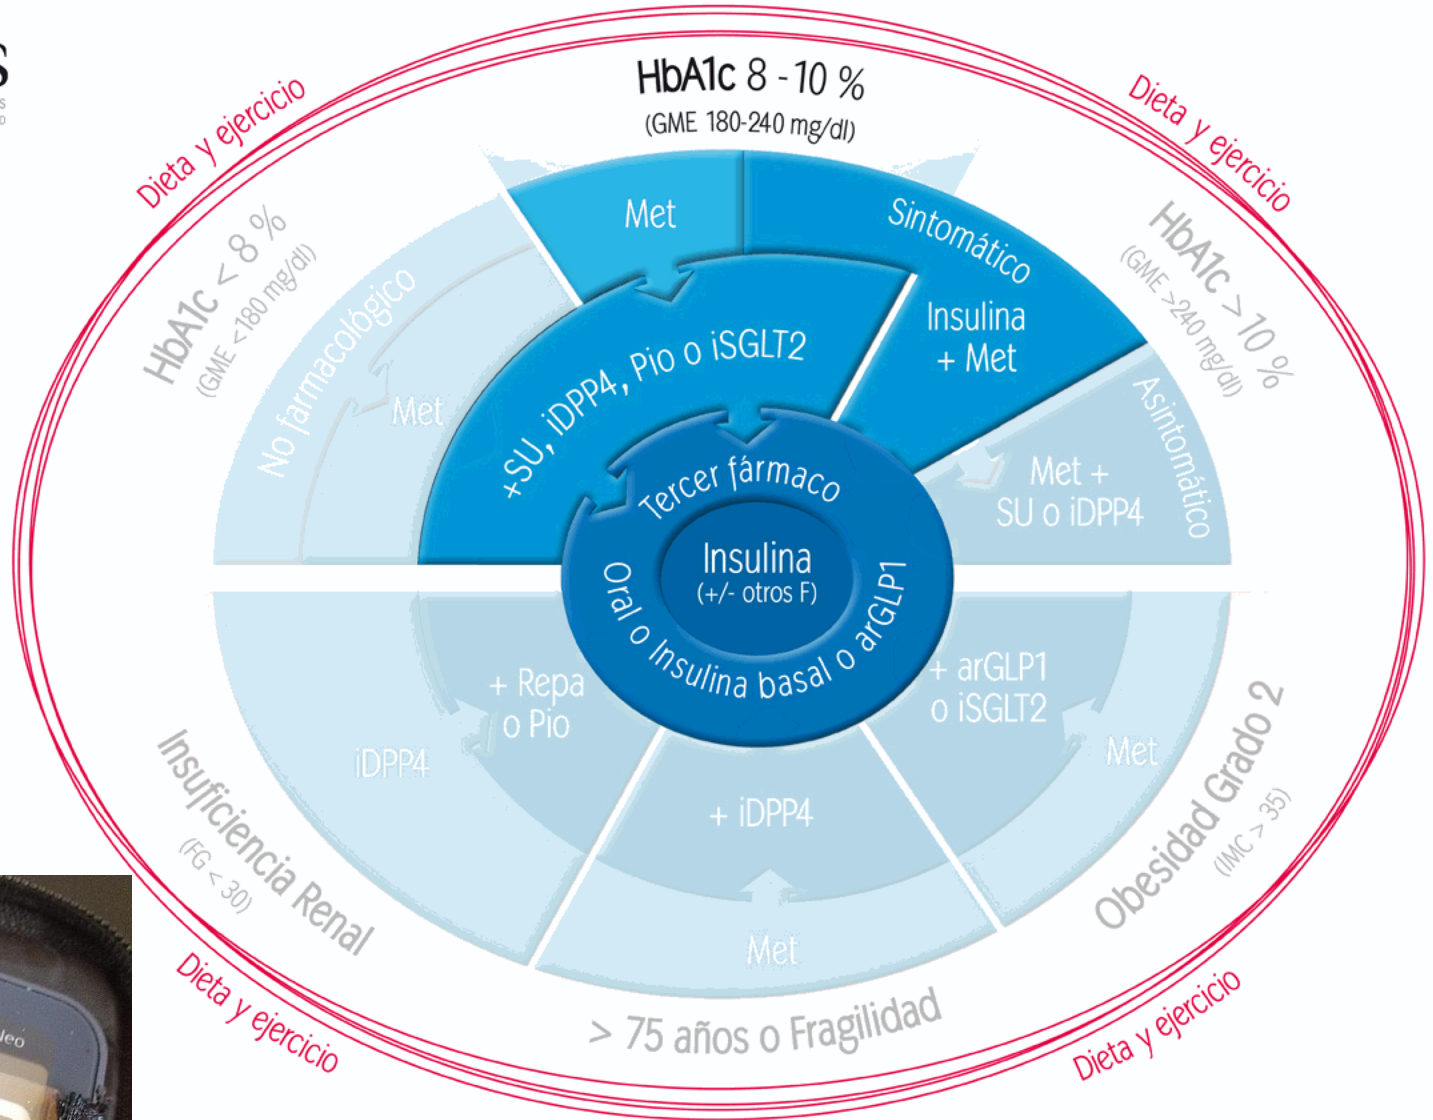 S
S
D
Dieta y ejercicio
HbA1c 8 - 10 %
(GME 180-240 mg/dl)
Dieta y ejercicio
HbA1c < 8 %
(GME <180 mg/dl)
HbA1c > 10 %
(GME >240 mg/dl)
No farmacológico
Met
Met
+SU, iDPP4, Pio o iSGLT2
Sintomático
Insulina
+ Met
Asintomático
Met +
SU o iDPP4
Tercer fármaco
Insulina
(+/- otros F)
Oral o Insulina basal o arGLP1
iDPP4
+ Repa
o Pio
+ iDPP4
Met
+ arGLP1
o iSGLT2
Met
Insuficiencia Renal
(FG < 30)
> 75 años o Fragilidad
Obesidad Grado 2
(IMC > 35)
Dieta y ejercicio
Dieta y ejercicio